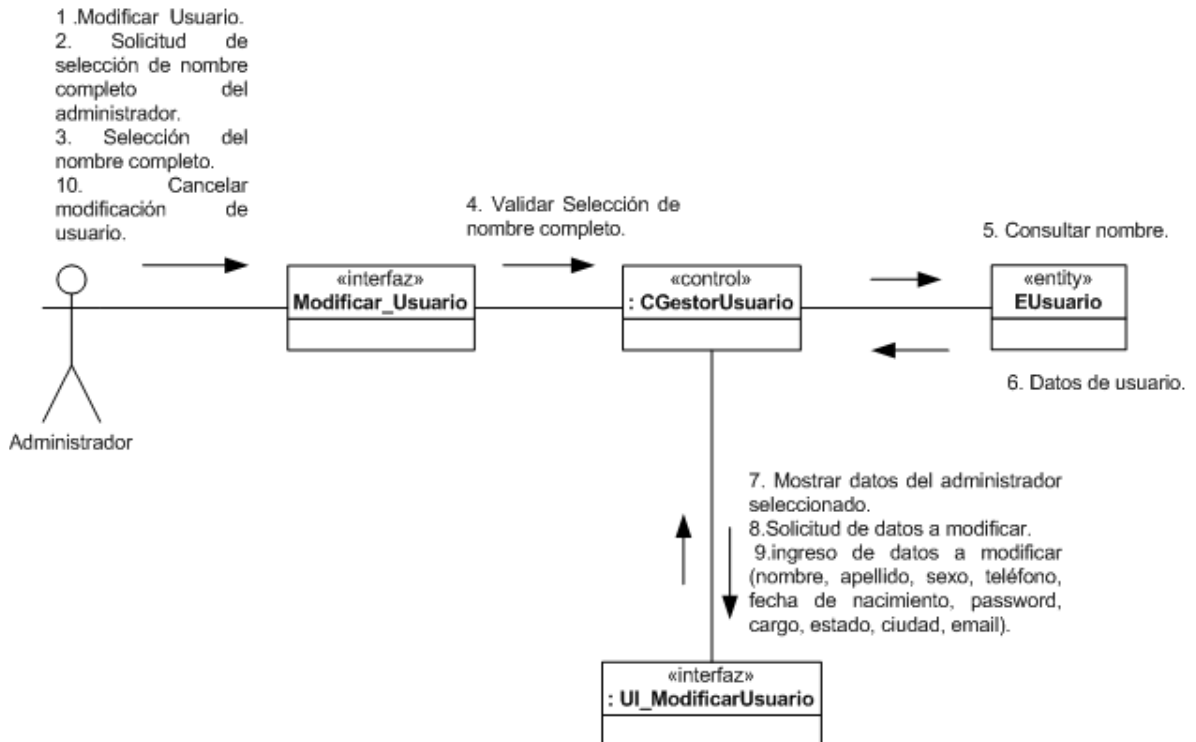 1 .Modificar Usuario.
2. Solicitud de
selección de nombre
completo del
administrador.
3. Selección del
nombre completo.
10. Cancelar
modificación de
usuario.
4. Validar Selección de
nombre completo.
5. Consultar nombre.
«interfaz»
Modificar_Usuario
«control»
: CGestorUsuario
«entity»
EUsuario
6. Datos de usuario.
Administrador
7. Mostrar datos del administrador
seleccionado.
8.Solicitud de datos a modificar.
9.ingreso de datos a modificar
(nombre, apellido, sexo, teléfono,
fecha de nacimiento, password,
cargo, estado, ciudad, email).
«interfaz»
: UI_ModificarUsuario